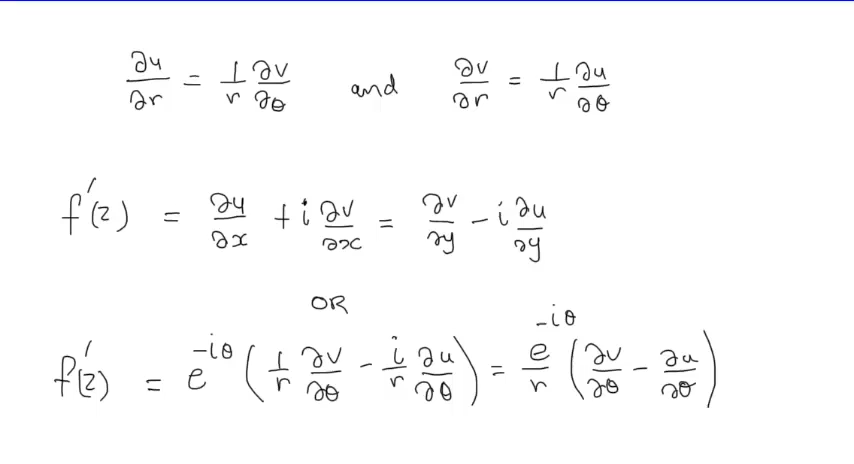 ∂u/∂r = 1/r ∂v/∂θ and ∂v/∂r = 1/r ∂u/∂θ
f'(z) = ∂u/∂x + i ∂v/∂x = ∂v/∂y - i ∂u/∂y
OR
f'(z) = e^{-iθ} (1/r ∂v/∂θ - i/r ∂u/∂θ) = e^{-iθ}/r (∂v/∂θ - ∂u/∂θ)